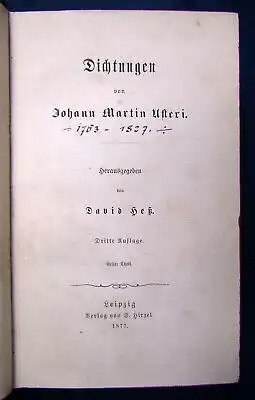 Dichtungen
von
Johann Martin Usteri.
÷ 1763 – 1827. ÷
Herausgegeben
von
David Heß.
Dritte Auflage.
Erster Theil.
Leipzig
Verlag von S. Hirzel.
1877.